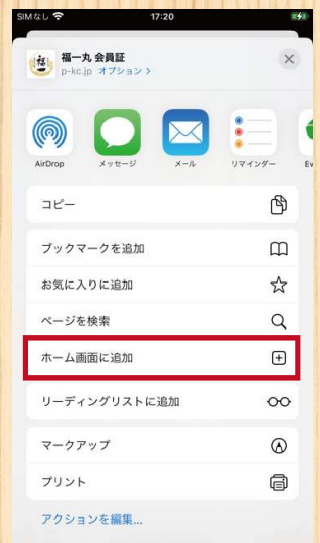 SIMなし 17:20
福一丸 会員証
p-kc.jp オプション >
AirDrop メッセージ メール リマインダー Ev
コピー
ブックマークを追加
お気に入りに追加
ページを検索
ホーム画面に追加
リーディングリストに追加
マークアップ
プリント
アクションを編集...